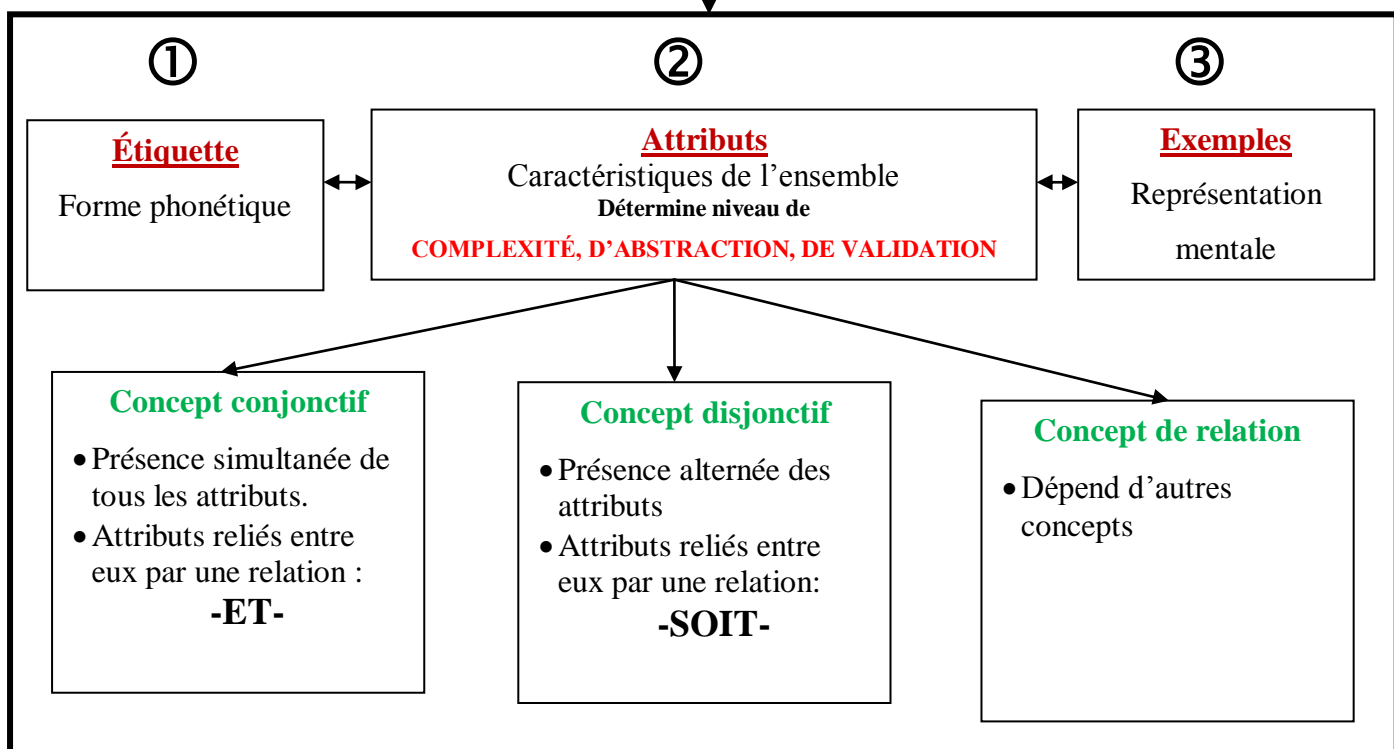 ①
②
③
Étiquette
Forme phonétique
Attributs
Caractéristiques de l’ensemble
Détermine niveau de
COMPLEXITÉ, D’ABSTRACTION, DE VALIDATION
Exemples
Représentation
mentale
Concept conjonctif
• Présence simultanée de
tous les attributs.
• Attributs reliés entre
eux par une relation :
-ET-
Concept disjonctif
• Présence alternée des
attributs
• Attributs reliés entre
eux par une relation:
-SOIT-
Concept de relation
• Dépend d’autres
concepts